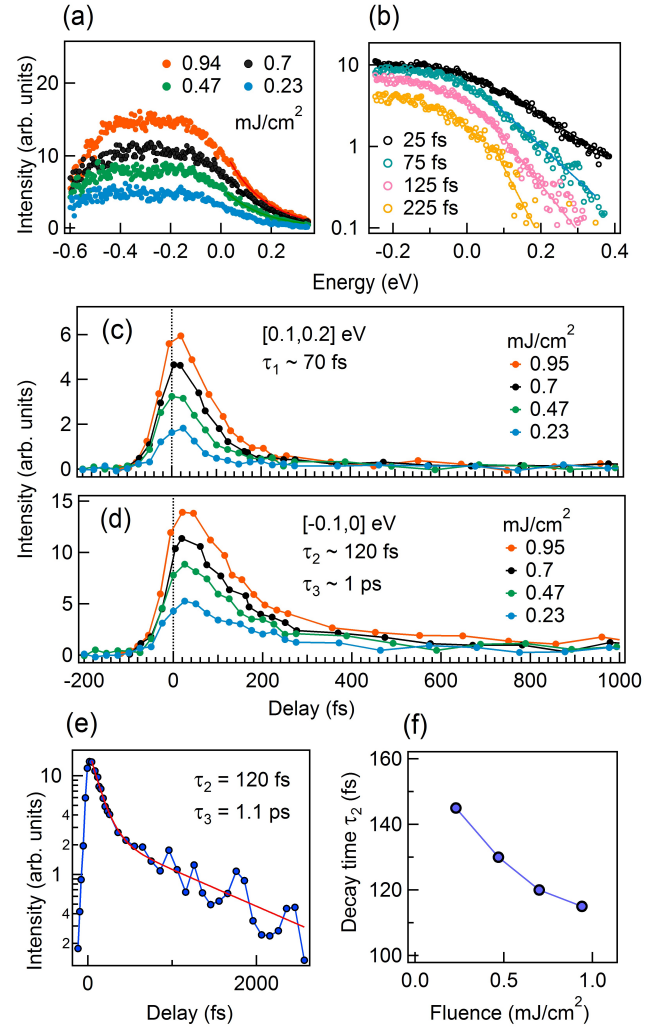 (a)
(b)
Intensity (arb. units)
20
10
0
0.94
0.7
0.47
0.23
mJ/cm2
-0.6
-0.4
-0.2
0.0
0.2
10
1
0.1
25 fs
75 fs
125 fs
225 fs
-0.2
0.0
0.2
0.4
Energy (eV)
(c)
[0.1,0.2] eV
τ1 ~ 70 fs
mJ/cm2
0.95
0.7
0.47
0.23
6
4
2
0
Intensity (arb. units)
0
200
400
600
800
1000
(d)
[-0.1,0] eV
τ2 ~ 120 fs
τ3 ~ 1 ps
mJ/cm2
0.95
0.7
0.47
0.23
15
10
5
0
-200
0
200
400
600
800
1000
Delay (fs)
(e)
τ2 = 120 fs
τ3 = 1.1 ps
Intensity (arb. units)
10
4
2
1
4
2
0
2000
Delay (fs)
(f)
Decay time τ2 (fs)
160
140
120
100
0.0
0.5
1.0
Fluence (mJ/cm2)